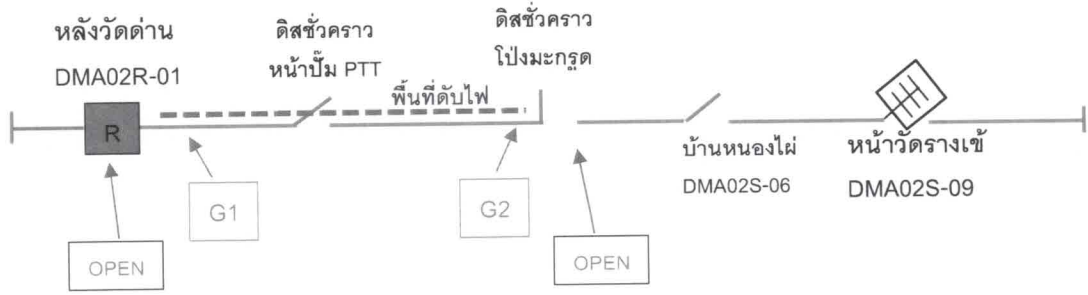 หลังวัดด่าน
DMA02R-01
R
ดิสชั่วคราว
หน้าปั๊ม PTT
พื้นที่ดับไฟ
ดิสชั่วคราว
โป่งมะกรูด
บ้านหนองไผ่
DMA02S-06
หน้าวัดรางเข้
DMA02S-09
G1
G2
OPEN
OPEN